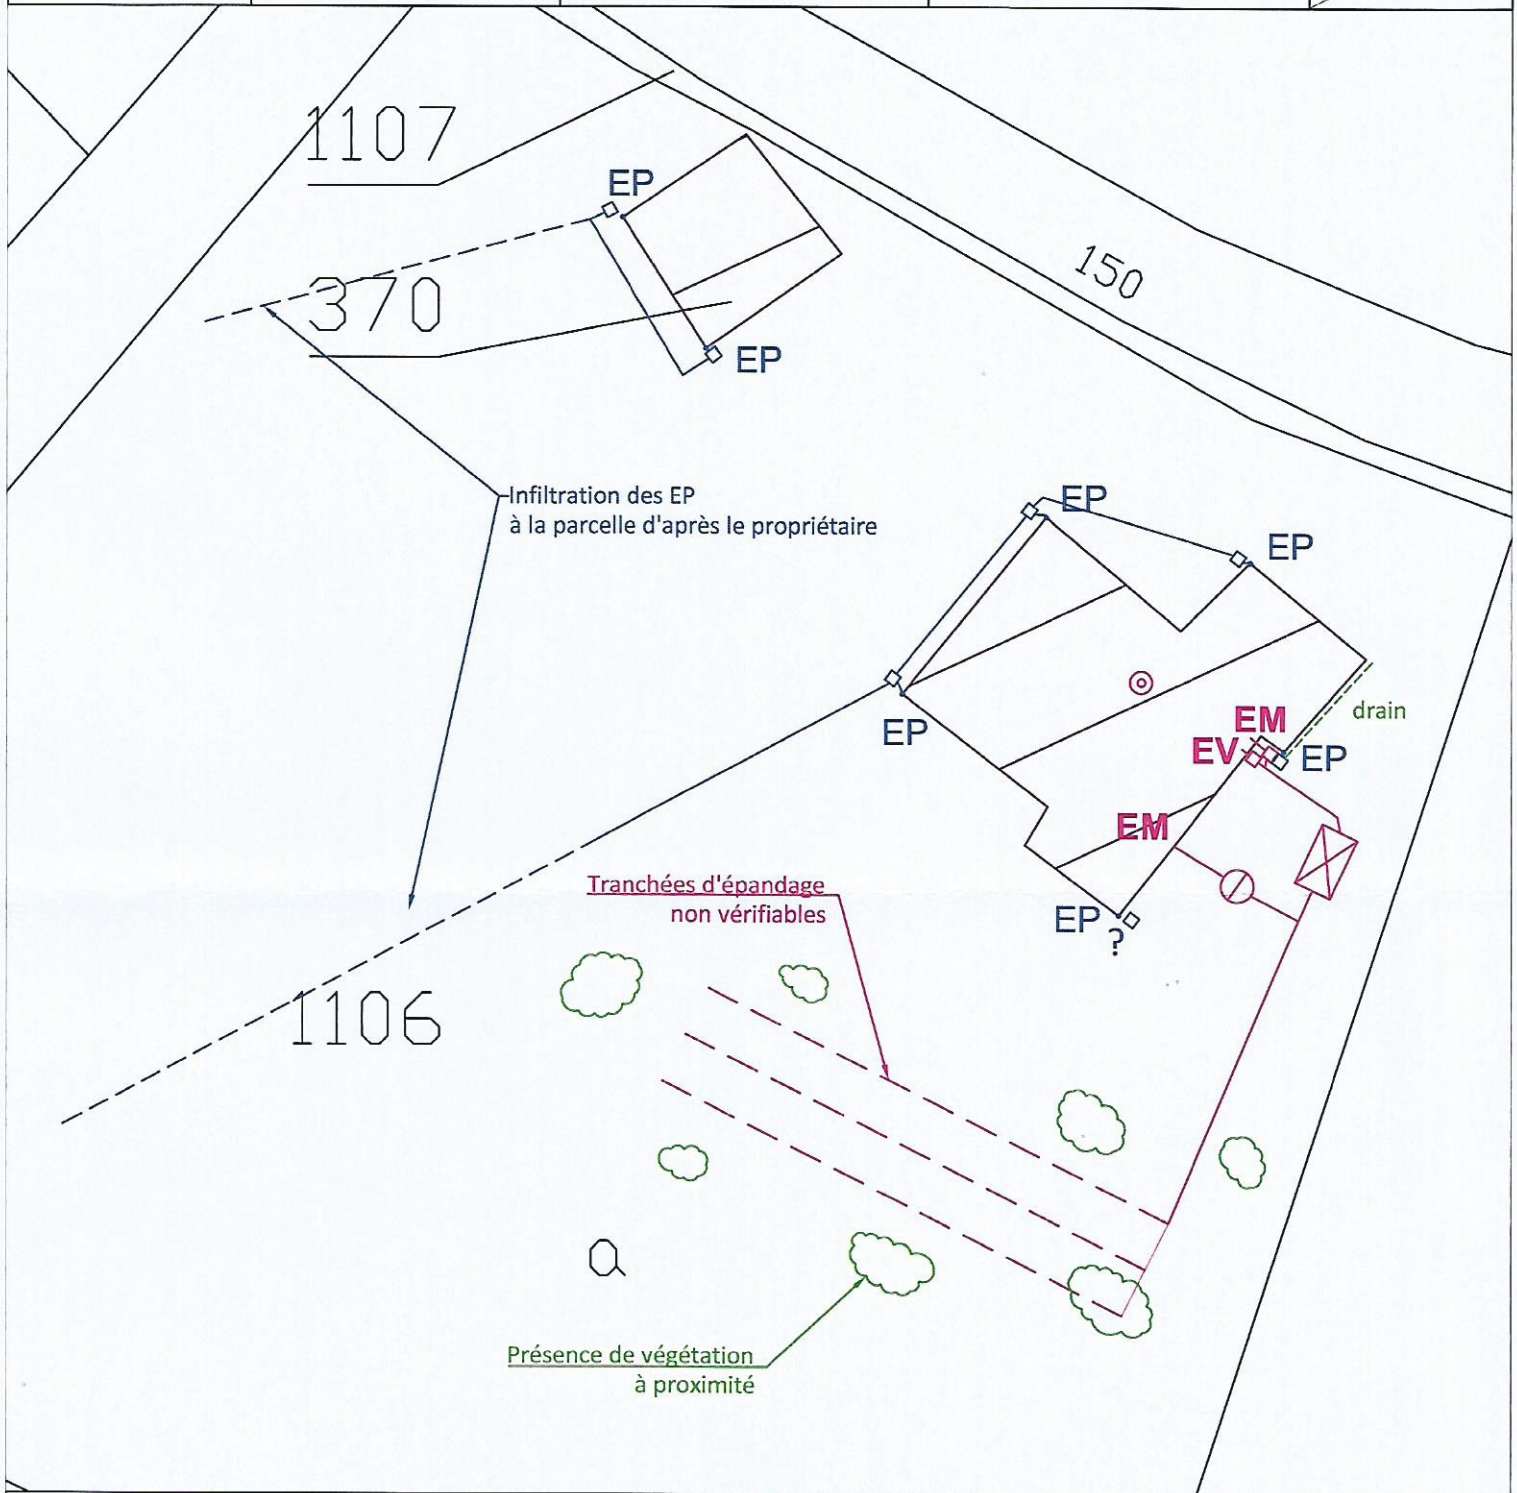 1107
EP
370
EP
150
Infiltration des EP
à la parcelle d'après le propriétaire
EP
EP
drain
EM
EV
EP
EP
EM
Tranchées d'épandage
non vérifiables
EP
?
1106
a
Présence de végétation
à proximité